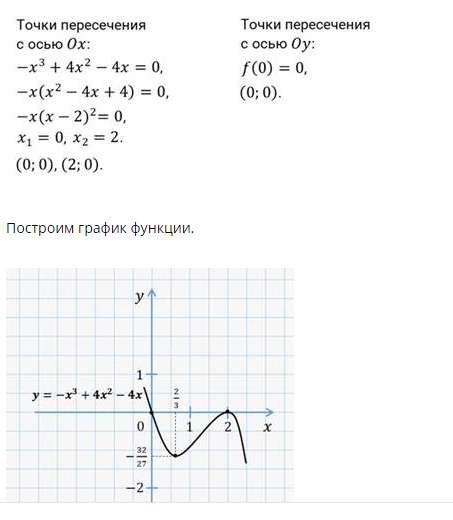 Точки пересечения
с осью Ox:
−x³ + 4x² − 4x = 0,
−x(x² − 4x + 4) = 0,
−x(x − 2)²= 0,
x₁ = 0, x₂ = 2.
(0; 0), (2; 0).
Точки пересечения
с осью Oy:
f(0) = 0,
(0; 0).
Построим график функции.
y
1
y = −x³ + 4x² − 4x
2/3
0 1 2 x
−32/27
−2